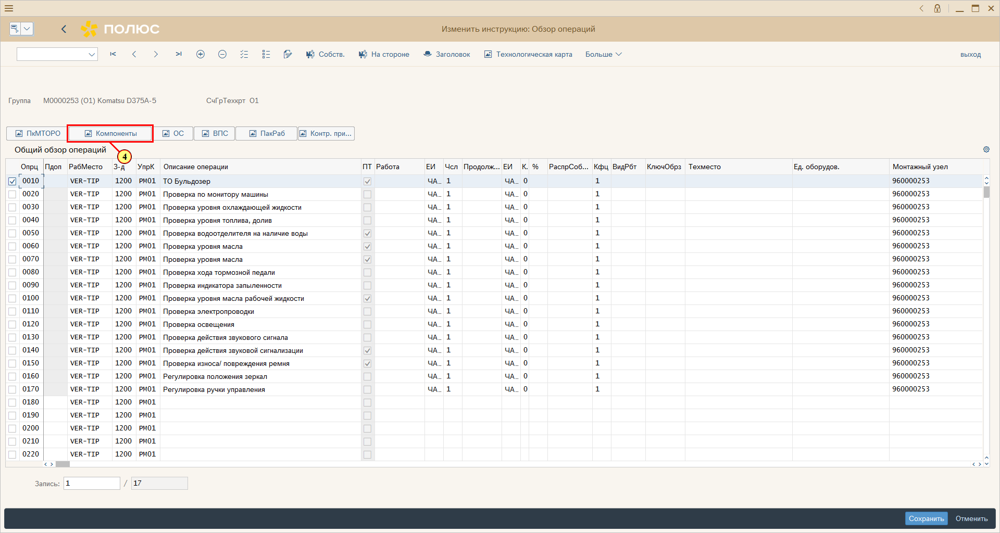 ПОЛЮС
Изменить инструкцию: Обзор операций
Собств. На стороне Заголовок Технологическая карта Больше выход
Группа M0000253 (O1) Komatsu D375A-5 СчГрТехкрт O1
ПкМТОРО Компоненты ОС ВПС ПакРаб Контр. при...
Общий обзор операций
4
Опрц Пдоп РабМесто З-д УпрК Описание операции ПТ Работа ЕИ Чсл Продолж... ЕИ К. % РаспрСоб... Кфц ВидРбт КлючОбрз Техместо Ед. оборудов. Монтажный узел
0010 VER-TIP 1200 PM01 ТО Бульдозер ЧА... 1 ЧА... 0 1 960000253
0020 VER-TIP 1200 PM01 Проверка по монитору машины ЧА... 1 ЧА... 0 1 960000253
0030 VER-TIP 1200 PM01 Проверка уровня охлаждающей жидкости ЧА... 1 ЧА... 0 1 960000253
0040 VER-TIP 1200 PM01 Проверка уровня топлива, долив ЧА... 1 ЧА... 0 1 960000253
0050 VER-TIP 1200 PM01 Проверка водоотделителя на наличие воды ЧА... 1 ЧА... 0 1 960000253
0060 VER-TIP 1200 PM01 Проверка уровня масла ЧА... 1 ЧА... 0 1 960000253
0070 VER-TIP 1200 PM01 Проверка уровня масла ЧА... 1 ЧА... 0 1 960000253
0080 VER-TIP 1200 PM01 Проверка хода тормозной педали ЧА... 1 ЧА... 0 1 960000253
0090 VER-TIP 1200 PM01 Проверка индикатора запыленности ЧА... 1 ЧА... 0 1 960000253
0100 VER-TIP 1200 PM01 Проверка уровня масла рабочей жидкости ЧА... 1 ЧА... 0 1 960000253
0110 VER-TIP 1200 PM01 Проверка электропроводки ЧА... 1 ЧА... 0 1 960000253
0120 VER-TIP 1200 PM01 Проверка освещения ЧА... 1 ЧА... 0 1 960000253
0130 VER-TIP 1200 PM01 Проверка действия звукового сигнала ЧА... 1 ЧА... 0 1 960000253
0140 VER-TIP 1200 PM01 Проверка действия звуковой сигнализации ЧА... 1 ЧА... 0 1 960000253
0150 VER-TIP 1200 PM01 Проверка износа/ повреждения ремня ЧА... 1 ЧА... 0 1 960000253
0160 VER-TIP 1200 PM01 Регулировка положения зеркал ЧА... 1 ЧА... 0 1 960000253
0170 VER-TIP 1200 PM01 Регулировка ручки управления ЧА... 1 ЧА... 0 1 960000253
0180 VER-TIP 1200 PM01
0190 VER-TIP 1200 PM01
0200 VER-TIP 1200 PM01
0210 VER-TIP 1200 PM01
0220 VER-TIP 1200 PM01
Запись: 1 / 17
Сохранить Отменить